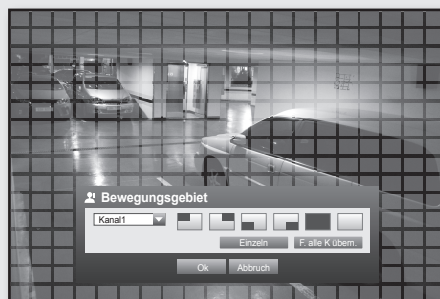 Bewegungsgebiet
Kanal1
Einzeln
F. alle K übern.
Ok
Abbruch